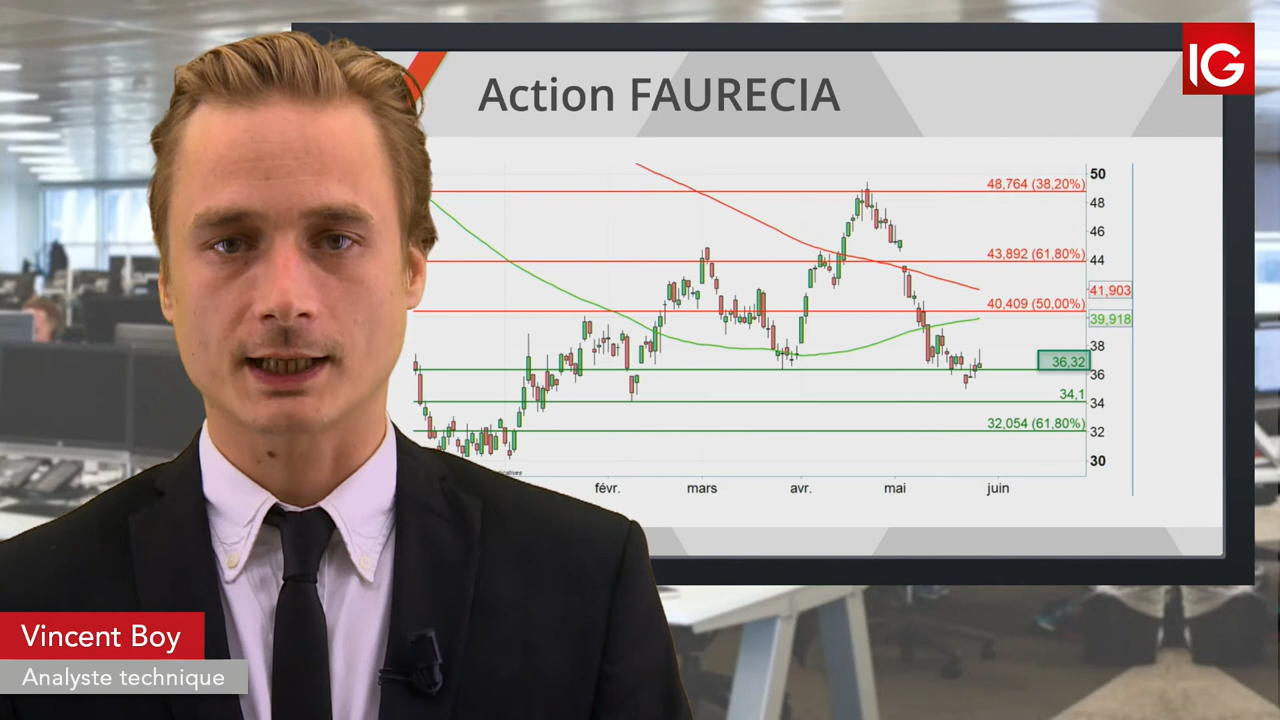 IG
Action FAURECIA
50
48,764 (38,20%)
48
46
43,892 (61,80%)
44
41,903
40,409 (50,00%)
39,918
38
36,32
36
34,1
34
32,054 (61,80%)
32
30
févr.
mars
avr.
mai
juin
Vincent Boy
Analyste technique